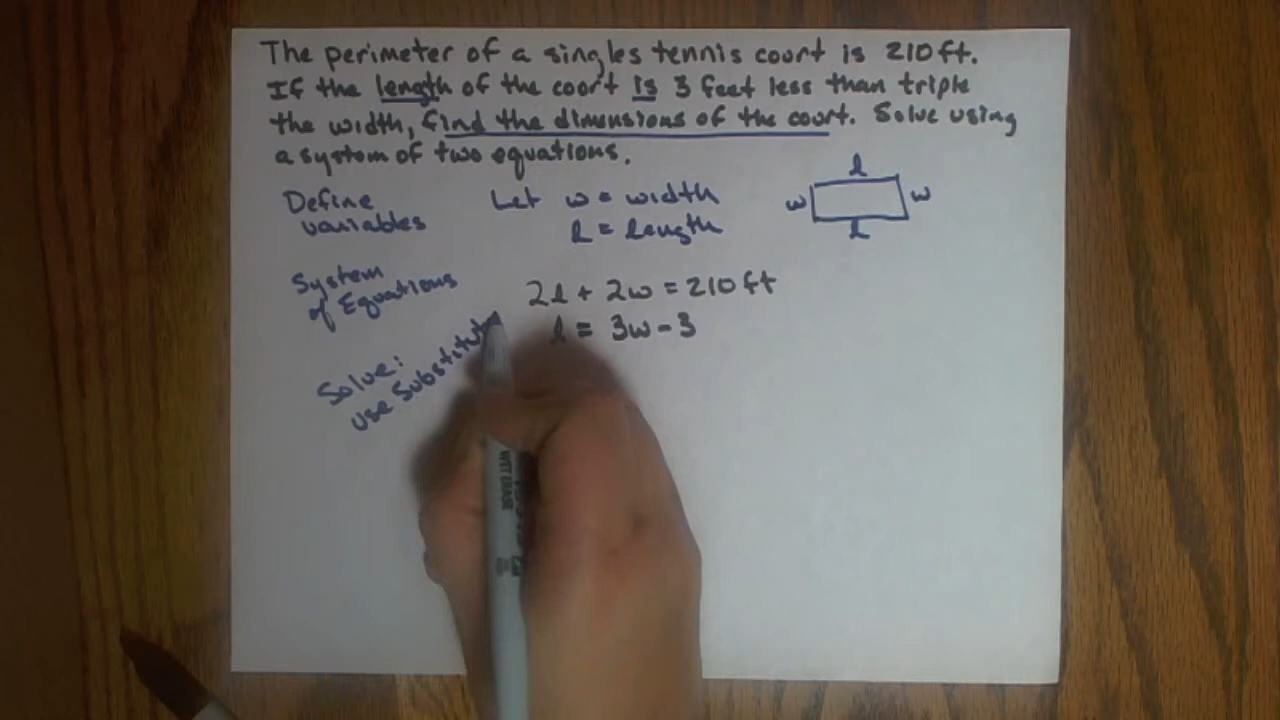 The perimeter of a singles tennis court is 210 ft.
If the length of the court is 3 feet less than triple
the width, find the dimensions of the court. Solve using
a system of two equations.
Define
variables
Let w = width
l = length
l
w
w
l
System
of Equations
2l + 2w = 210 ft
l = 3w - 3
Solve:
use
WET ERASE